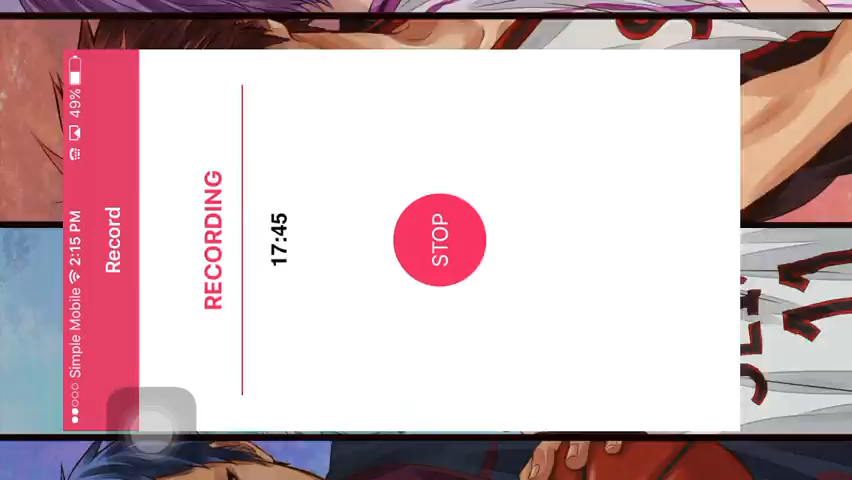 Simple Mobile 2:15 PM 49%
Record
RECORDING
17:45
STOP